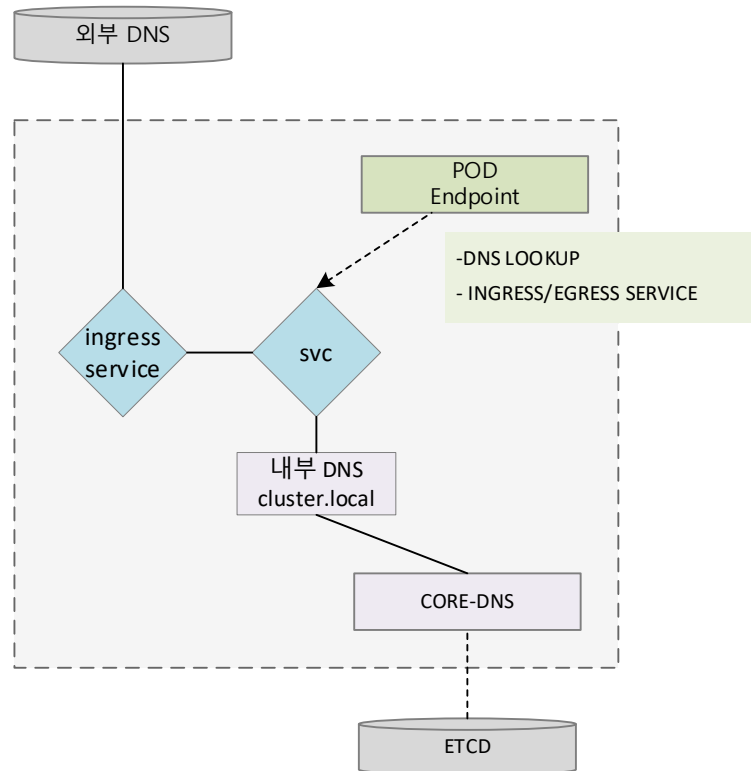 외부 DNS
POD
Endpoint
-DNS LOOKUP
- INGRESS/EGRESS SERVICE
ingress
service
svc
내부 DNS
cluster.local
CORE-DNS
ETCD